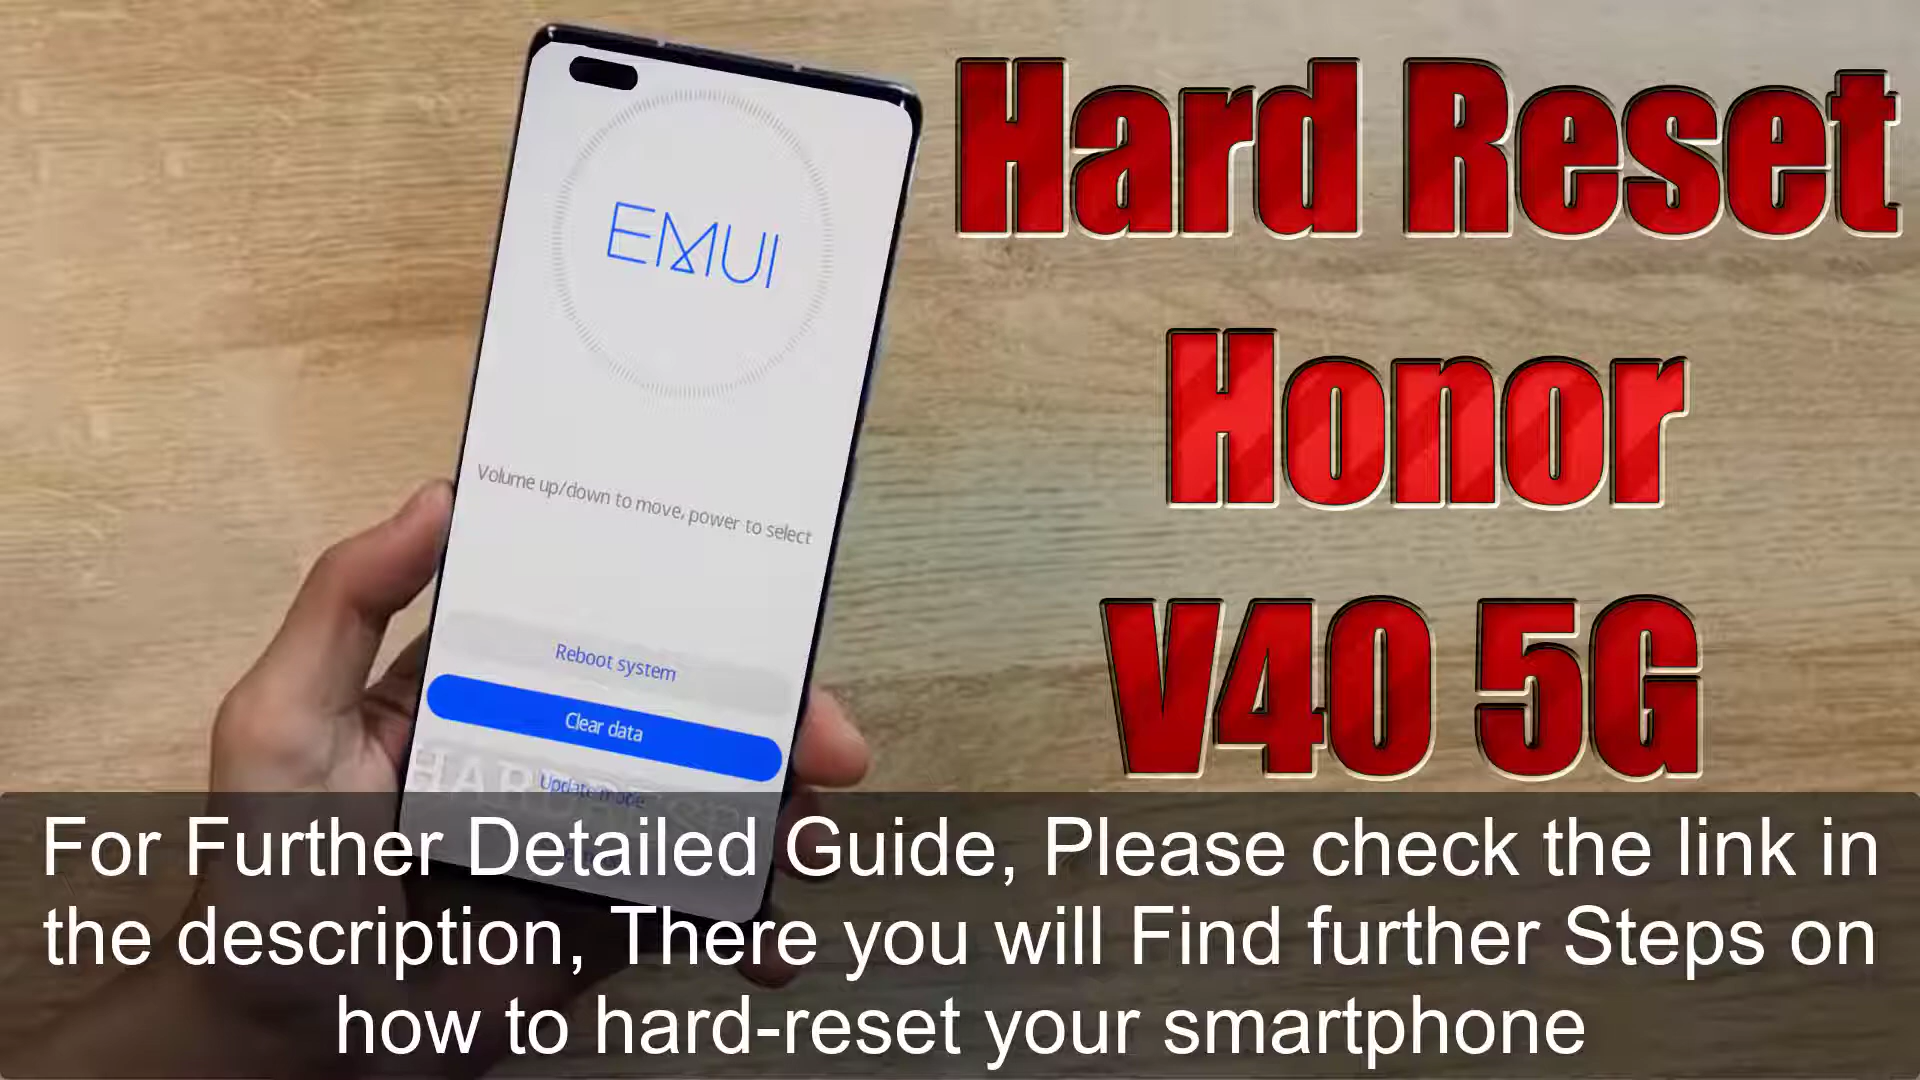 Hard Reset
Honor
V40 5G
EMUI
Volume up/down to move, power to select
Reboot system
Clear data
Update mode
For Further Detailed Guide, Please check the link in
the description, There you will Find further Steps on
how to hard-reset your smartphone